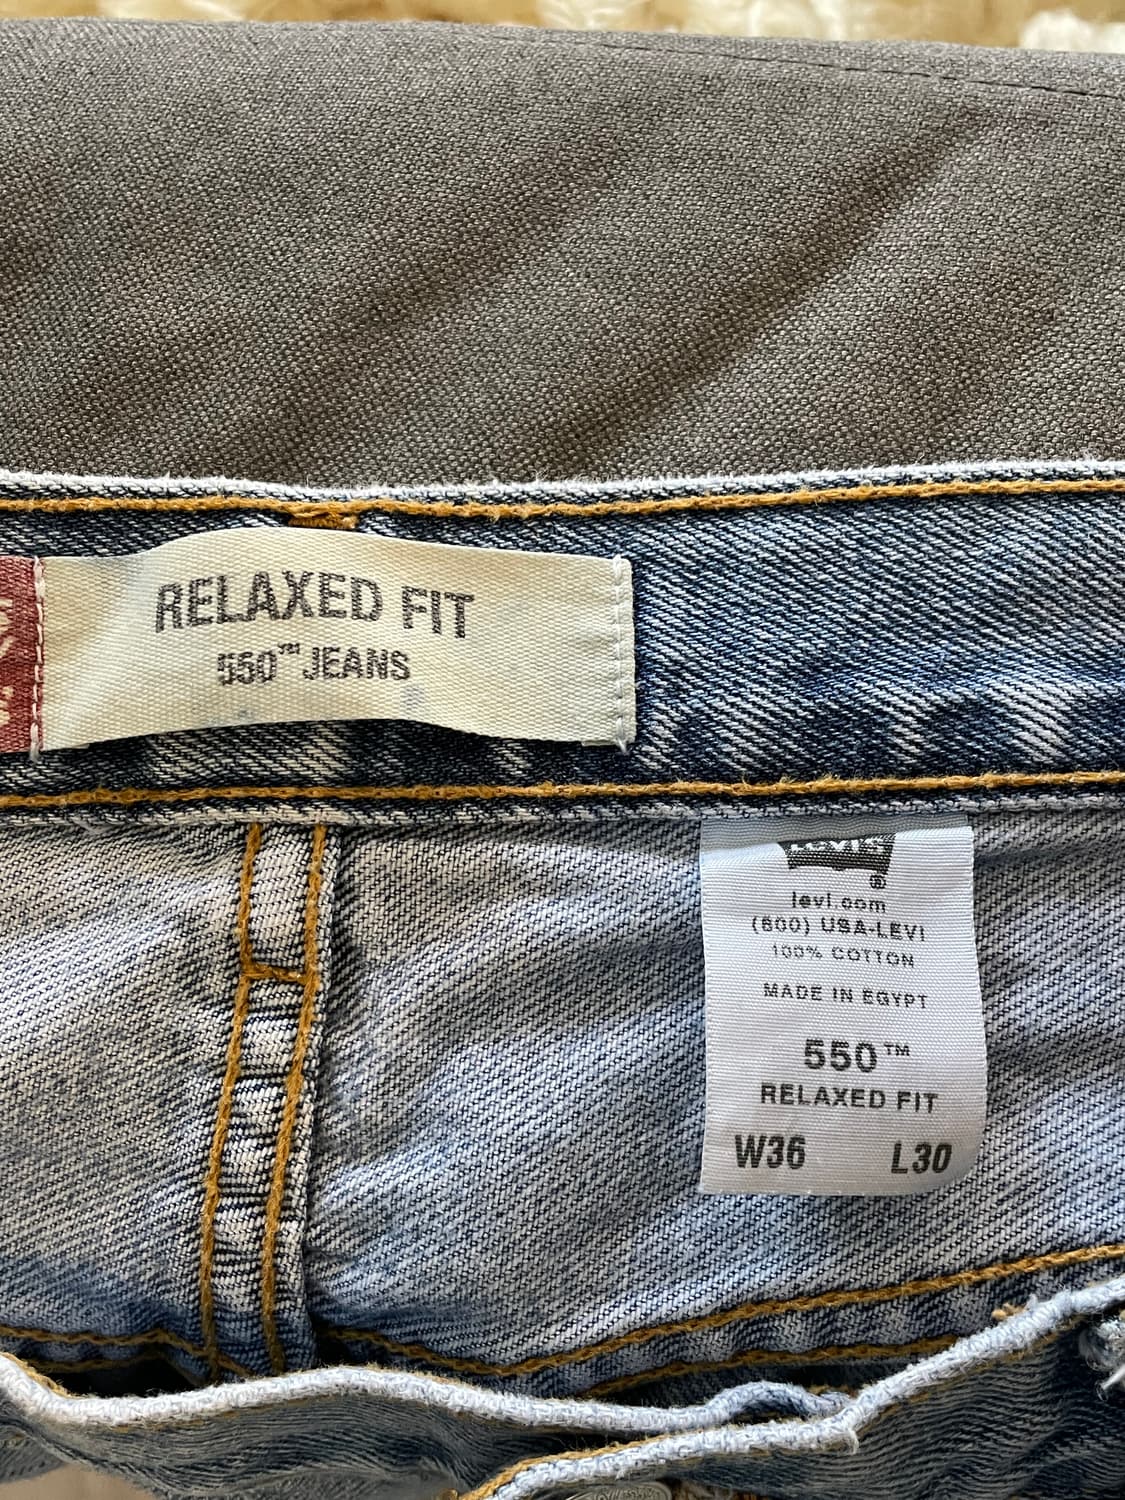 RELAXED FIT
550™ JEANS
LEVI'S
®
levi.com
(800) USA-LEVI
100% COTTON
MADE IN EGYPT
550™
RELAXED FIT
W36 L30